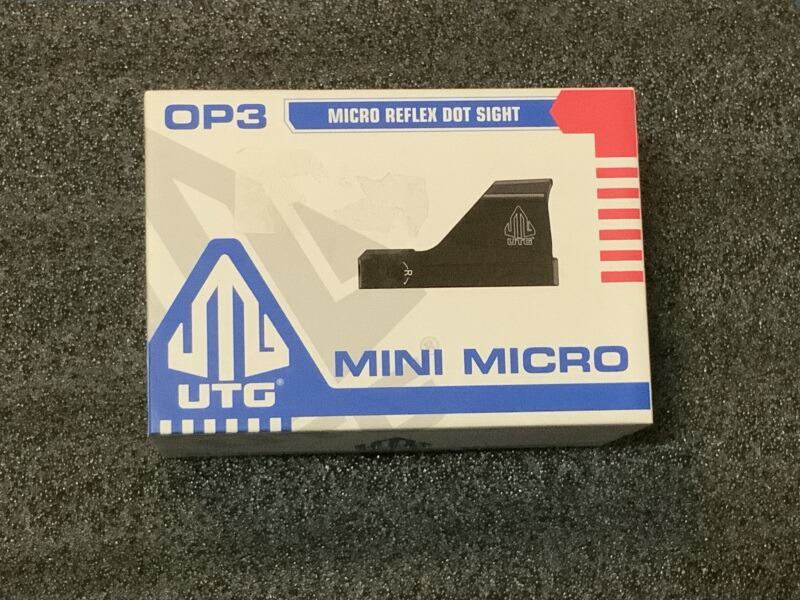 OP3
MICRO REFLEX DOT SIGHT
UTG
R
MINI MICRO
UTG®